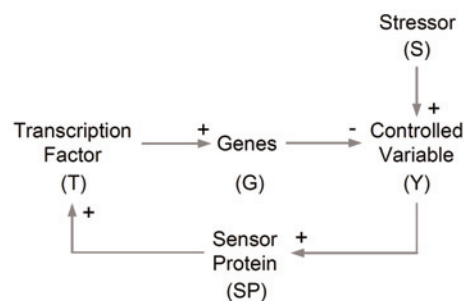 Stressor
(S)
+
Transcription
Factor
(T)
+
Genes
(G)
-
Controlled
Variable
(Y)
+
Sensor
Protein
(SP)
+